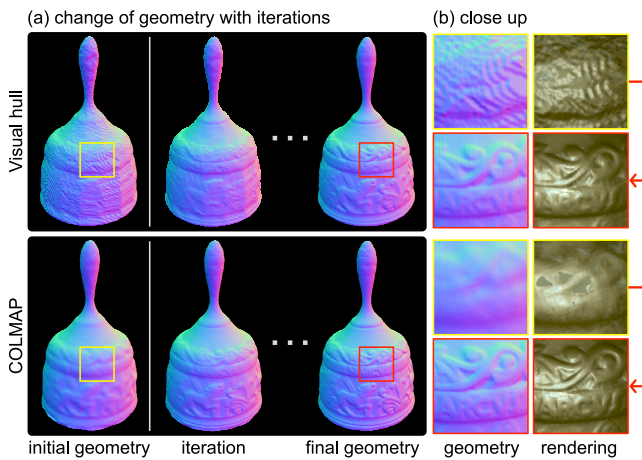 (a) change of geometry with iterations
(b) close up
Visual hull
COLMAP
initial geometry
iteration
final geometry
geometry
rendering